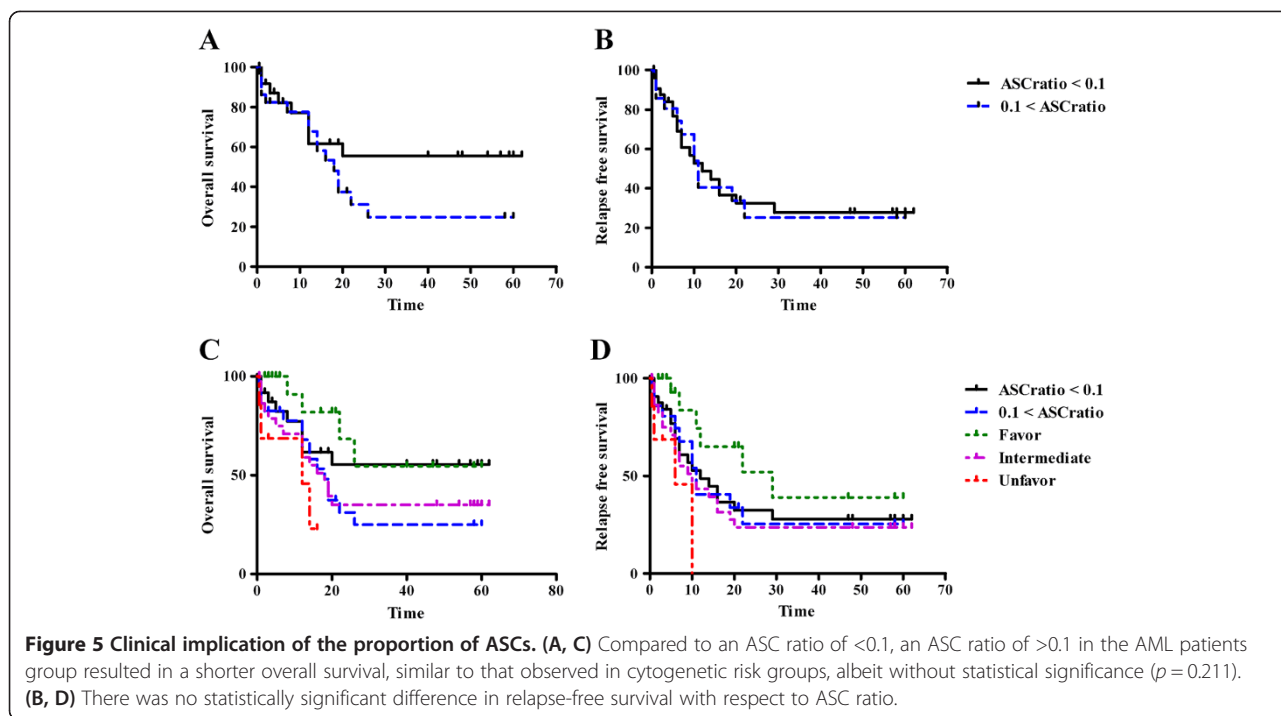 A
B
100
80
60
40
20
0
Overall survival
0 10 20 30 40 50 60 70
Time
100
80
60
40
20
0
Relapse free survival
0 10 20 30 40 50 60 70
Time
ASCratio < 0.1
0.1 < ASCratio
C
D
100
50
0
Overall survival
0 20 40 60 80
Time
100
50
0
Relapse free survival
0 10 20 30 40 50 60 70
Time
ASCratio < 0.1
0.1 < ASCratio
Favor
Intermediate
Unfavor
Figure 5 Clinical implication of the proportion of ASCs. (A, C) Compared to an ASC ratio of <0.1, an ASC ratio of >0.1 in the AML patients
group resulted in a shorter overall survival, similar to that observed in cytogenetic risk groups, albeit without statistical significance (p = 0.211).
(B, D) There was no statistically significant difference in relapse-free survival with respect to ASC ratio.